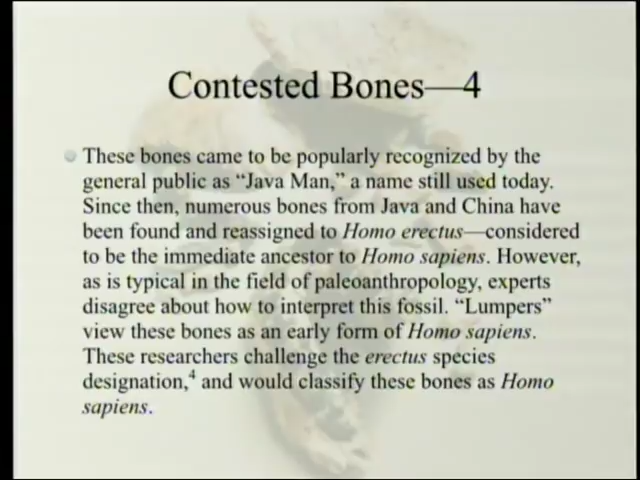 Contested Bones—4
These bones came to be popularly recognized by the
general public as “Java Man,” a name still used today.
Since then, numerous bones from Java and China have
been found and reassigned to Homo erectus—considered
to be the immediate ancestor to Homo sapiens. However,
as is typical in the field of paleoanthropology, experts
disagree about how to interpret this fossil. “Lumpers”
view these bones as an early form of Homo sapiens.
These researchers challenge the erectus species
designation,⁴ and would classify these bones as Homo
sapiens.